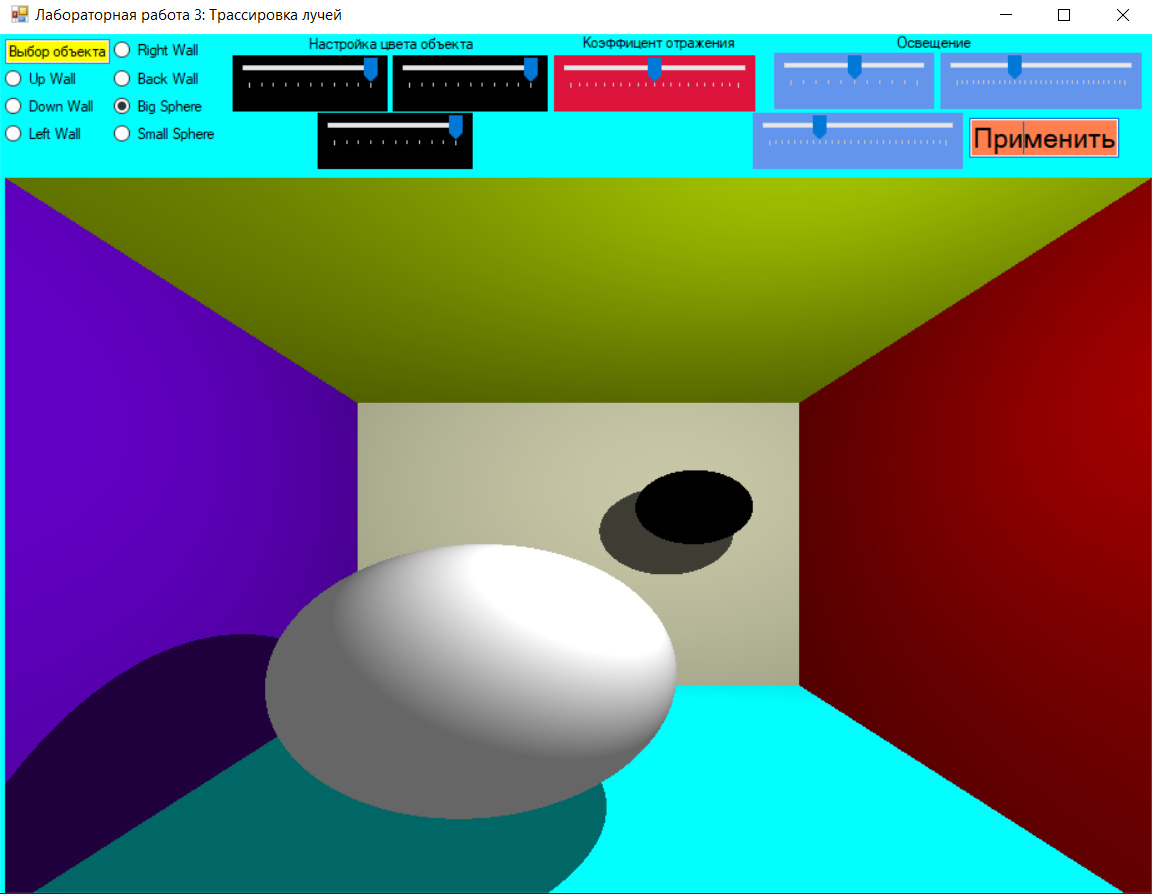 Лабораторная работа 3: Трассировка лучей
Выбор объекта
Right Wall
Up Wall
Back Wall
Down Wall
Big Sphere
Left Wall
Small Sphere
Настройка цвета объекта
Коэффицент отражения
Освещение
Применить